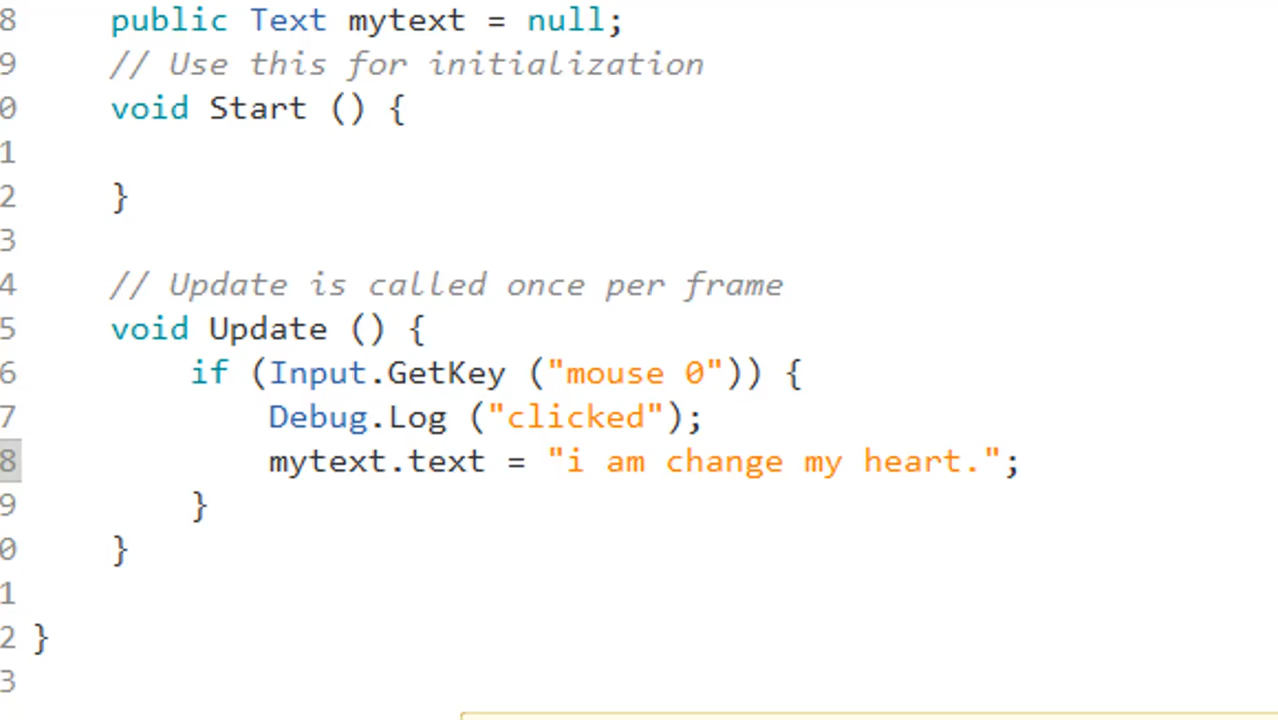 8 public Text mytext = null;
9 // Use this for initialization
0 void Start () {
1
2 }
3
4 // Update is called once per frame
5 void Update () {
6 if (Input.GetKey ("mouse 0")) {
7 Debug.Log ("clicked");
8 mytext.text = "i am change my heart.";
9 }
0 }
1
2 }
3